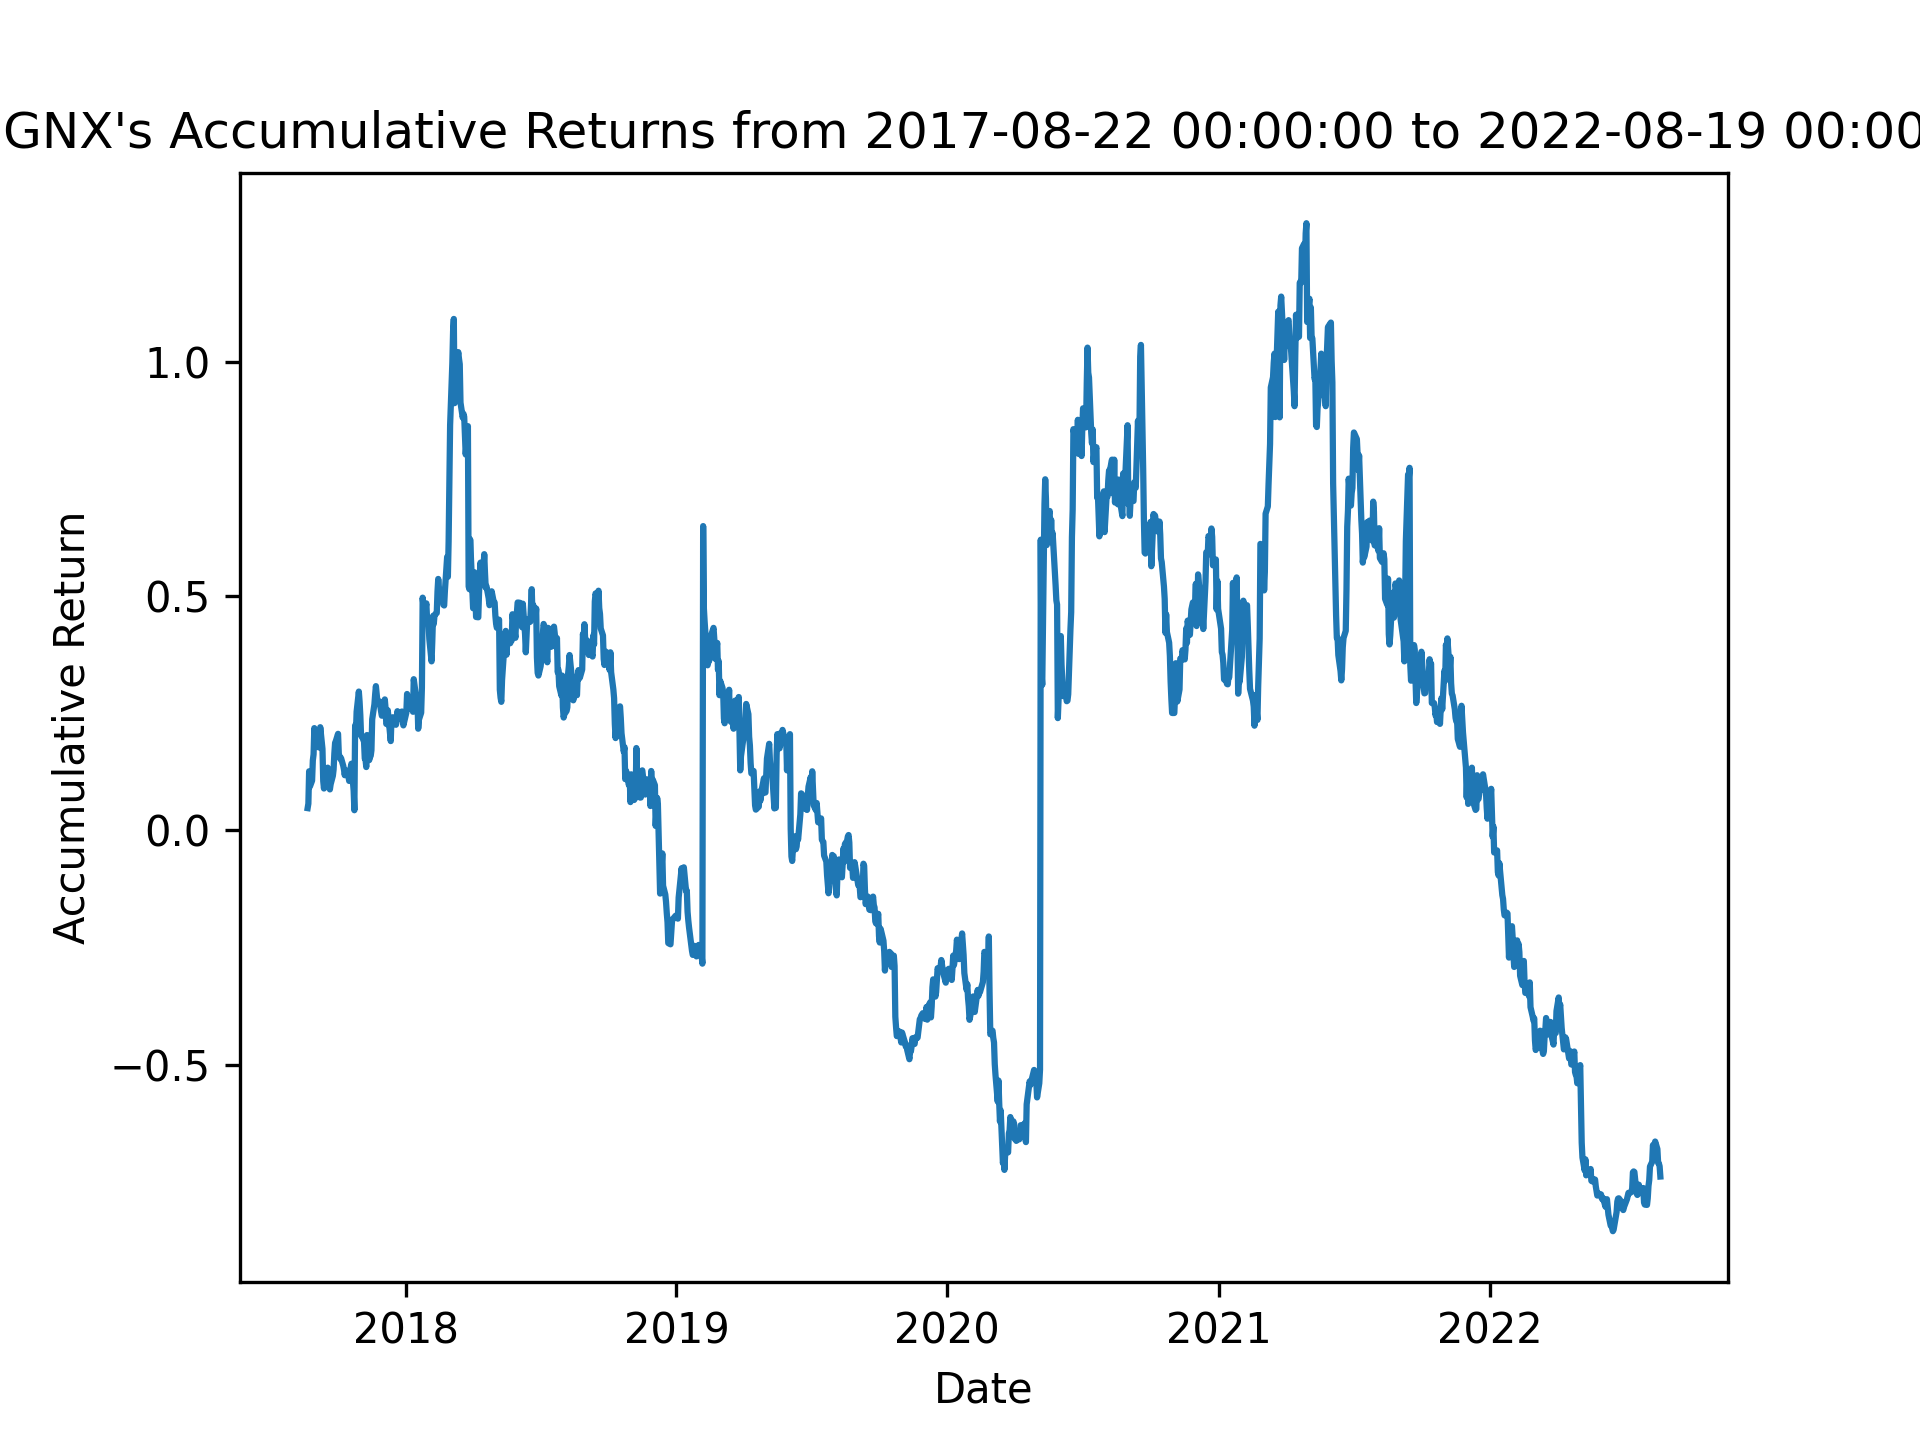 GNX's Accumulative Returns from 2017-08-22 00:00:00 to 2022-08-19 00:00
Accumulative Return
1.0
0.5
0.0
−0.5
2018 2019 2020 2021 2022
Date